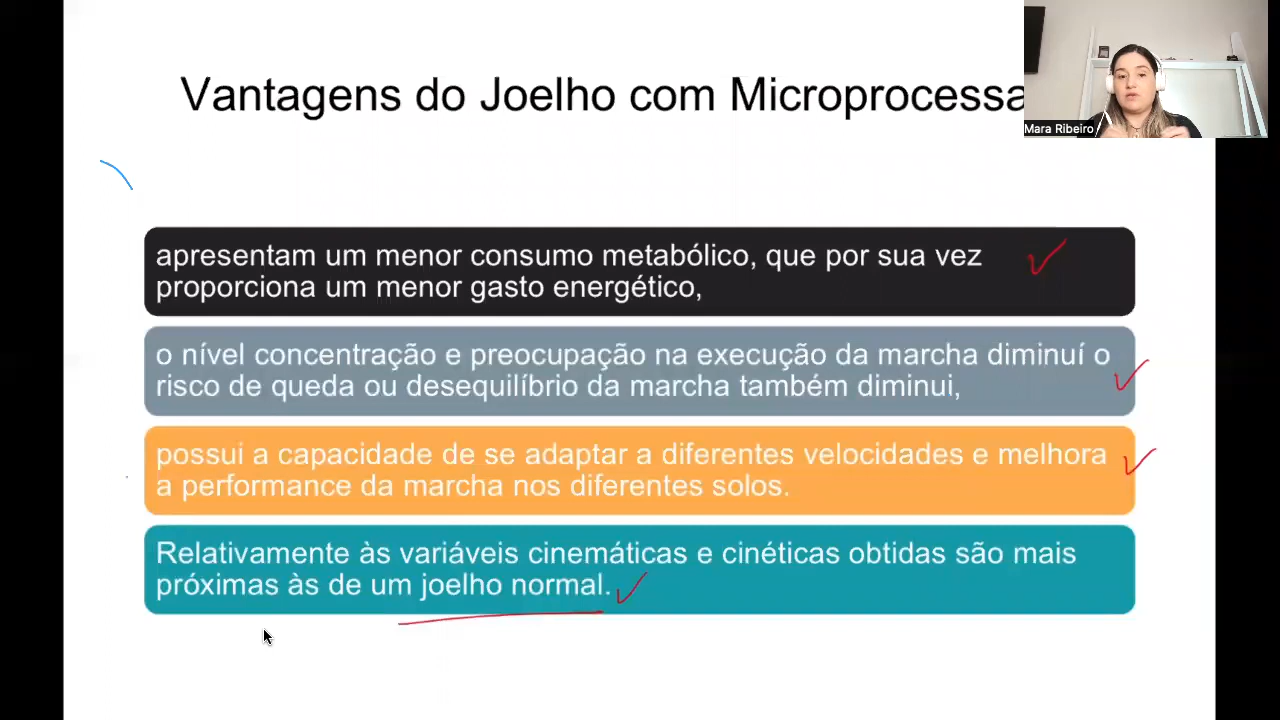 Vantagens do Joelho com Microprocessa
Mara Ribeiro
apresentam um menor consumo metabólico, que por sua vez
proporciona um menor gasto energético,
o nível concentração e preocupação na execução da marcha diminuí o
risco de queda ou desequilíbrio da marcha também diminui,
possui a capacidade de se adaptar a diferentes velocidades e melhora
a performance da marcha nos diferentes solos.
Relativamente às variáveis cinemáticas e cinéticas obtidas são mais
próximas às de um joelho normal.